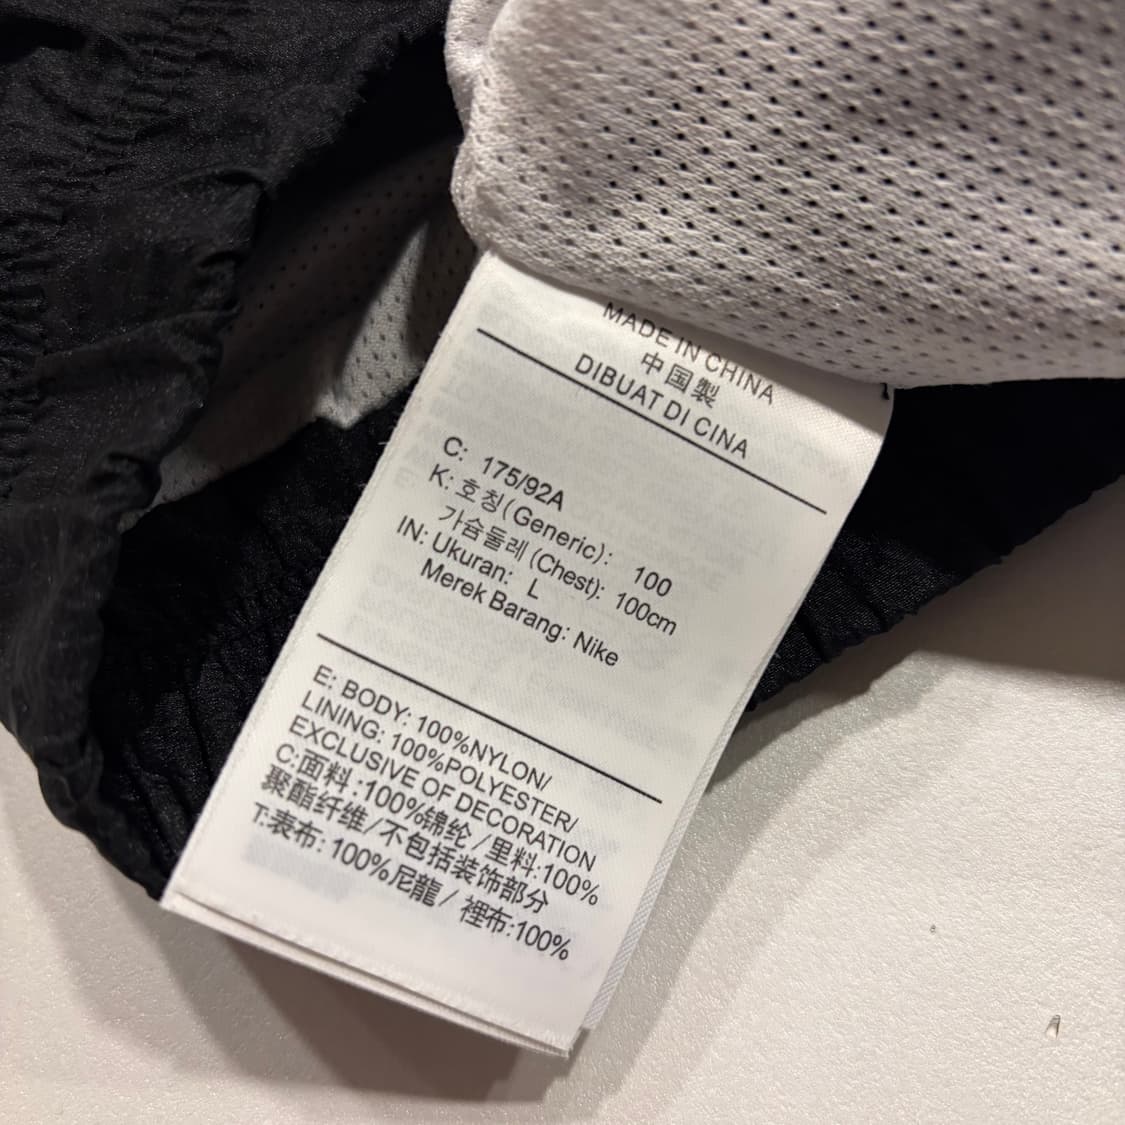 MADE IN CHINA
中国製
DIBUAT DI CINA
C: 175/92A
K: 호칭(Generic): 100
가슴둘레(Chest): 100cm
IN: Ukuran: L
Merek Barang: Nike
E: BODY: 100%NYLON/
LINING: 100%POLYESTER/
EXCLUSIVE OF DECORATION
C:面料:100%锦纶/里料:100%
聚酯纤维/不包括装饰部分
T:表布: 100%尼龍/ 裡布:100%